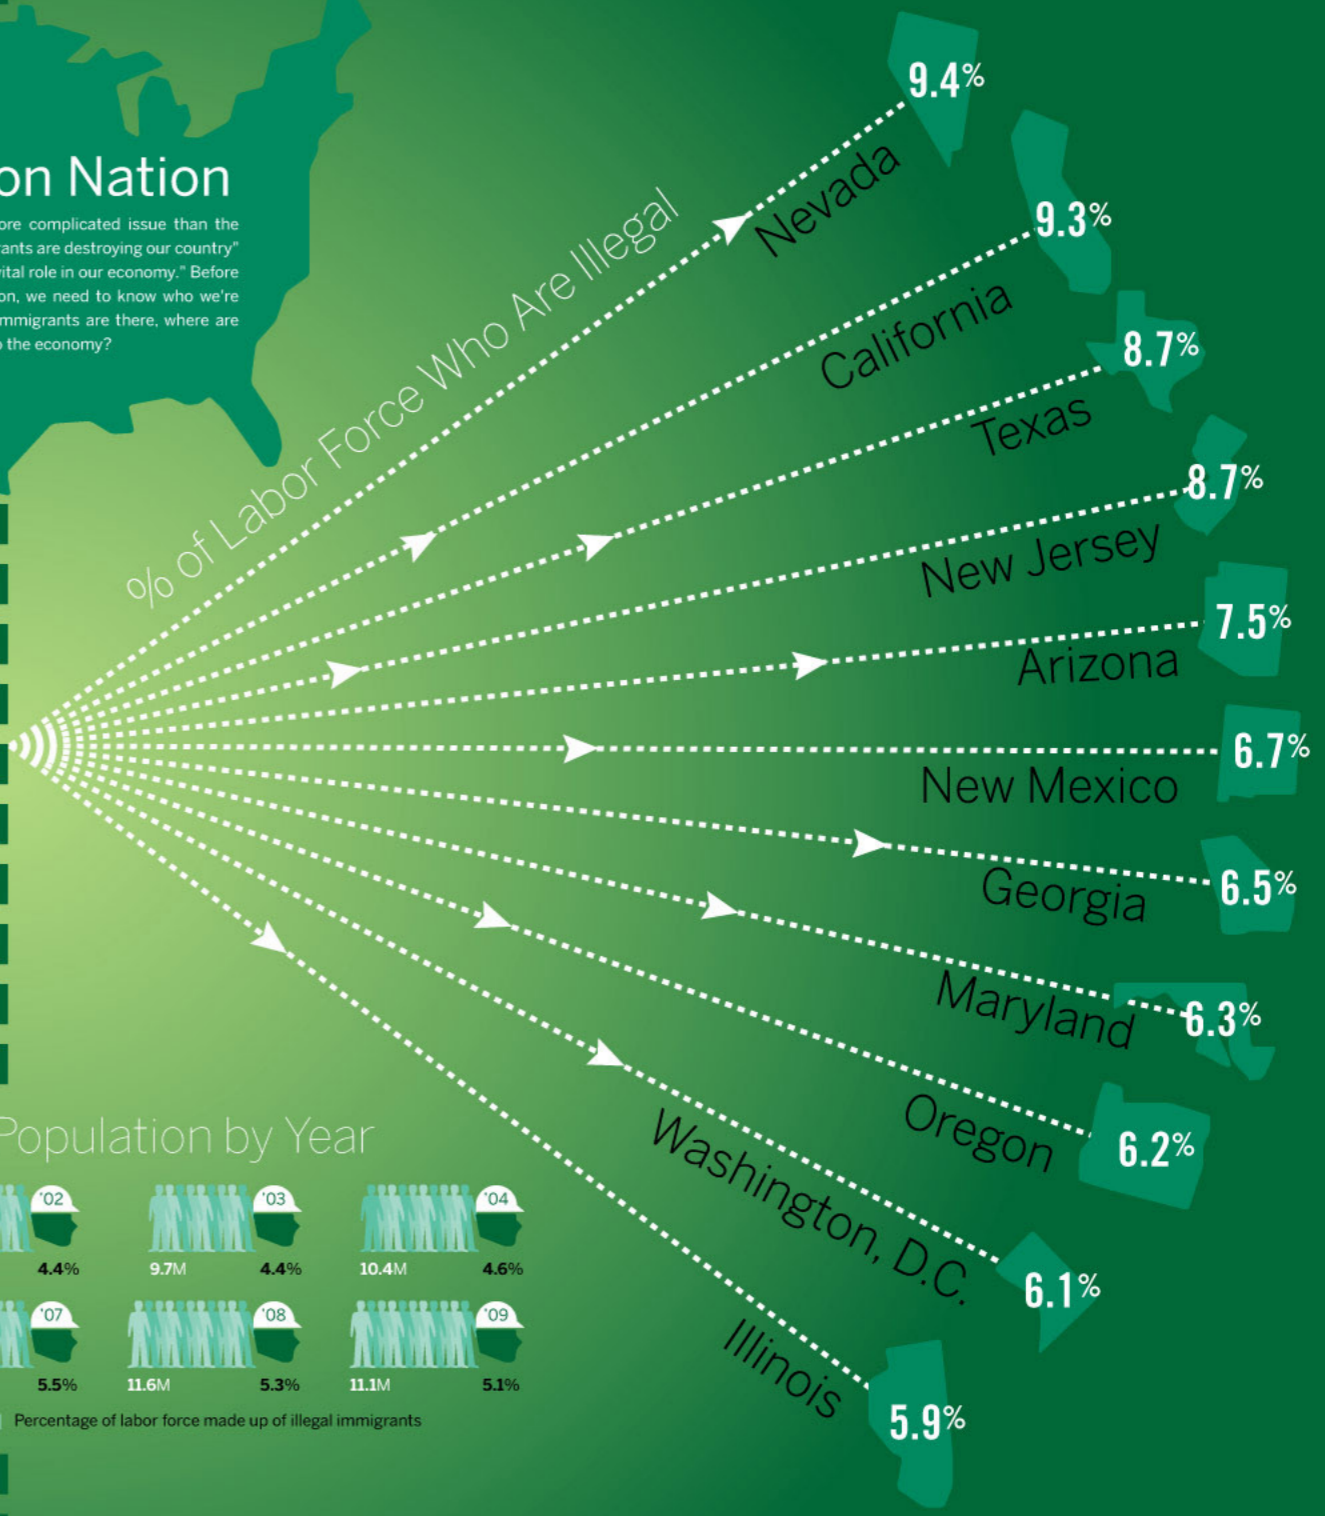 on Nation
ore complicated issue than the
rants are destroying our country"
vital role in our economy." Before
on, we need to know who we're
mmigrants are there, where are
o the economy?
% of Labor Force Who Are Illegal
9.4%
Nevada
9.3%
California
8.7%
Texas
8.7%
New Jersey
7.5%
Arizona
6.7%
New Mexico
6.5%
Georgia
6.3%
Maryland
6.2%
Oregon
6.1%
Washington, D.C.
5.9%
Illinois
Population by Year
'02 '03 '04
4.4% 9.7M 4.4% 10.4M 4.6%
'07 '08 '09
5.5% 11.6M 5.3% 11.1M 5.1%
Percentage of labor force made up of illegal immigrants